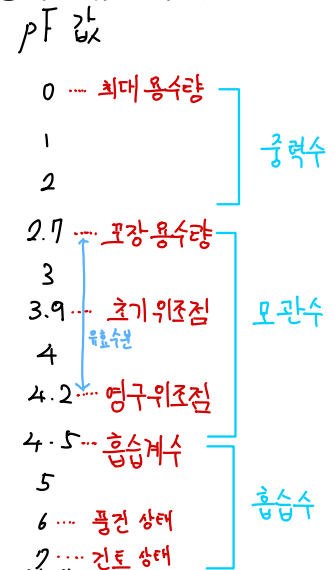 pF 값
0 ···· 최대 용수량
1
중력수
2
2.7 ····· 포장 용수량
3
3.9 ···· 초기 위조점
모관수
유효수분
4
4.2 ····· 영구 위조점
4.5 ··· 흡습계수
5
흡습수
6 ···· 풍건 상태
7 ····· 건토 상태